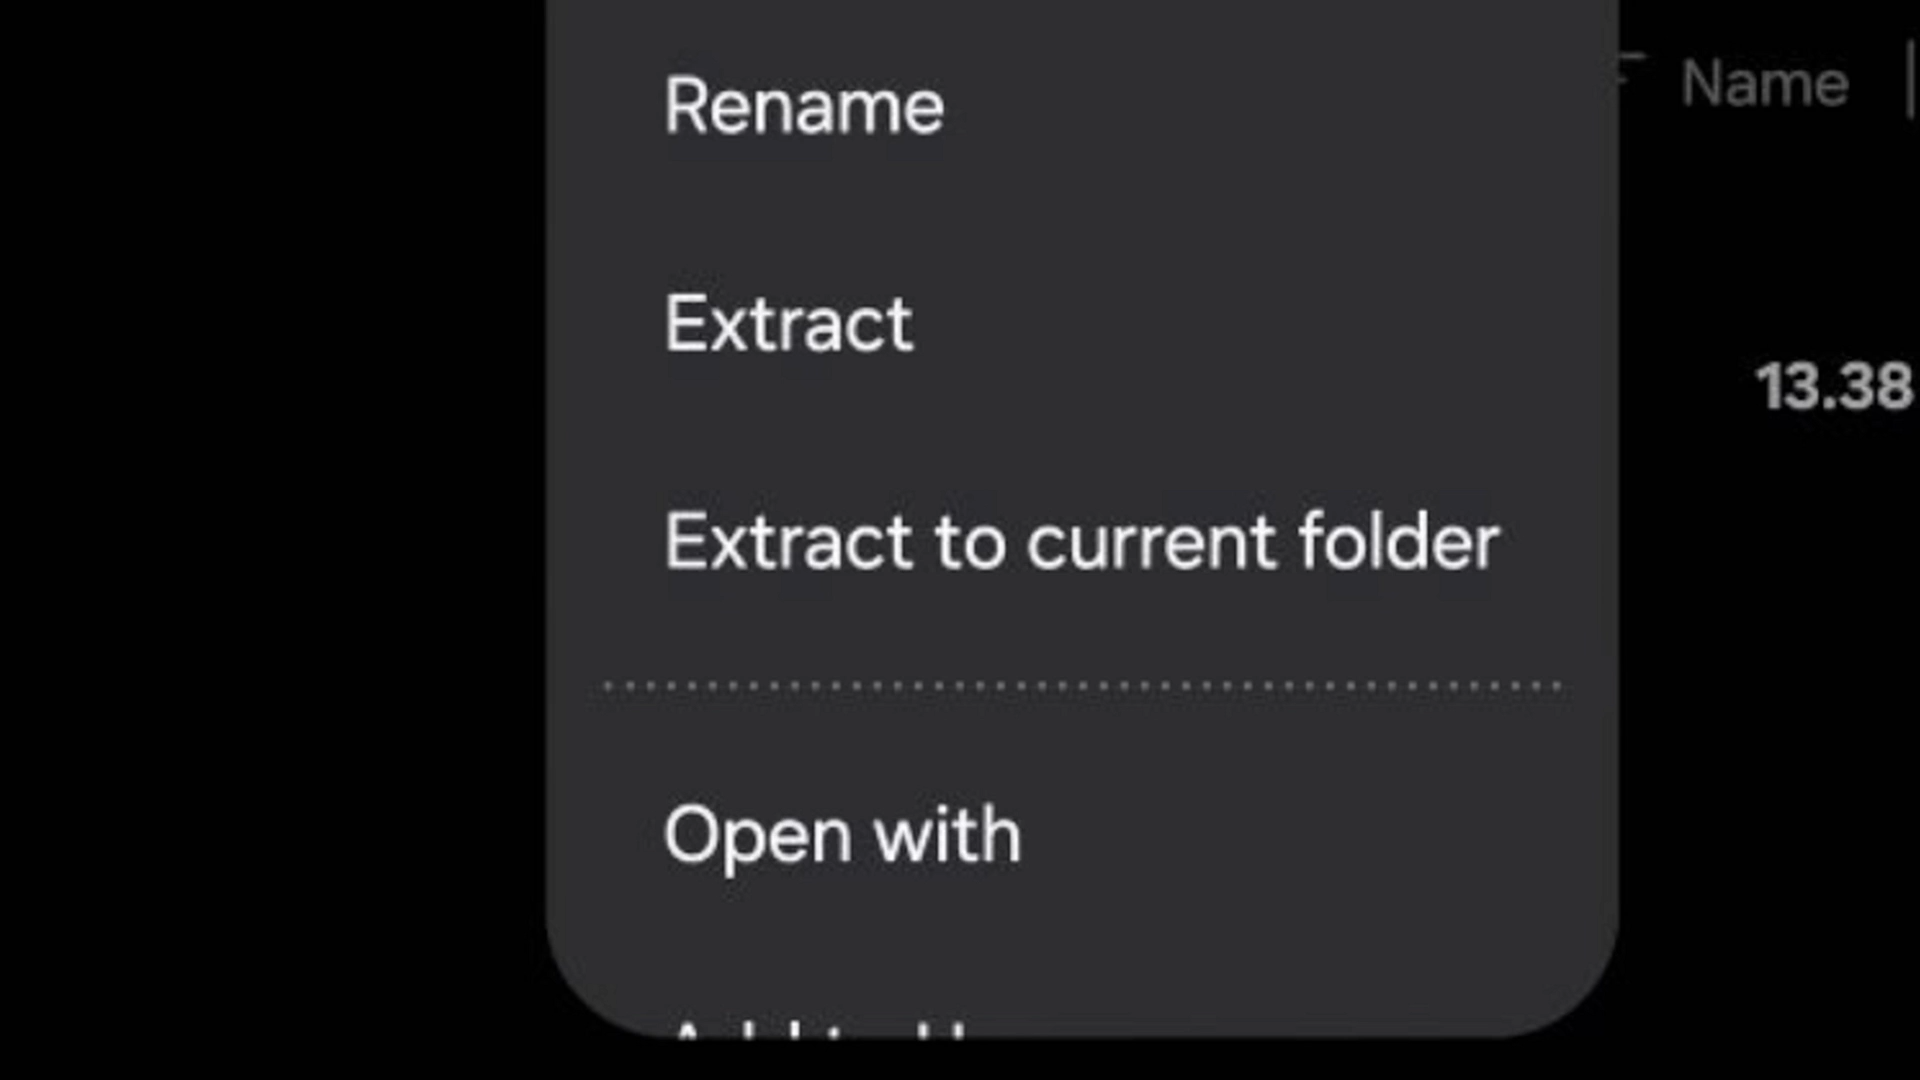 Name
Rename
Extract
13.38
Extract to current folder
Open with